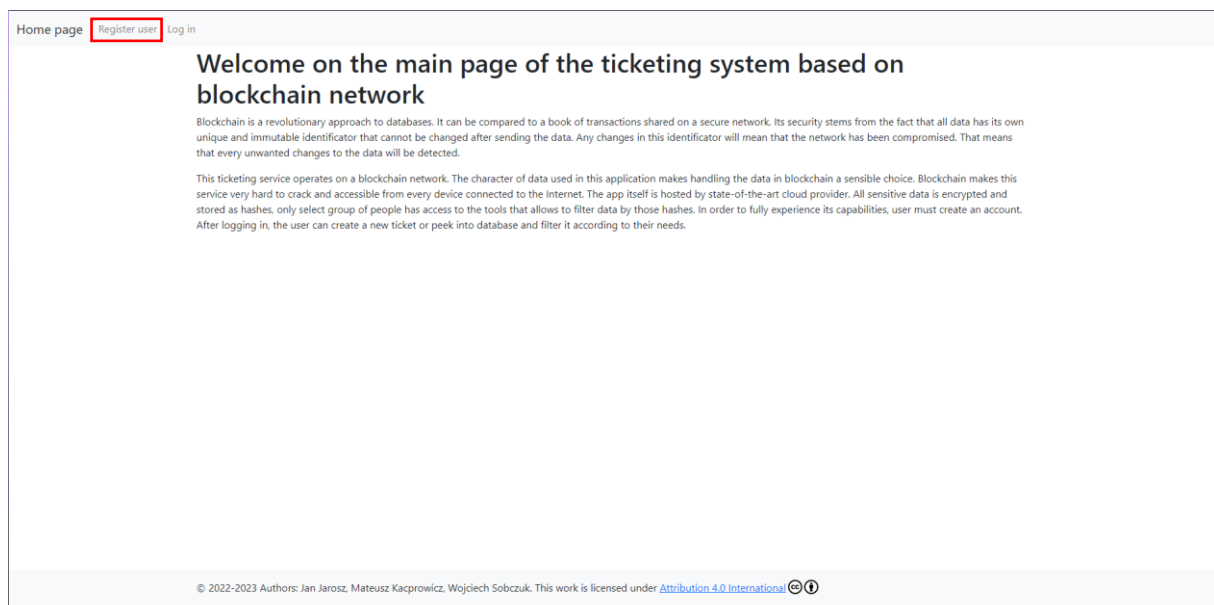 Home page Register user Log in
Welcome on the main page of the ticketing system based on
blockchain network
Blockchain is a revolutionary approach to databases. It can be compared to a book of transactions shared on a secure network. Its security stems from the fact that all data has its own
unique and immutable identificator that cannot be changed after sending the data. Any changes in this identificator will mean that the network has been compromised. That means
that every unwanted changes to the data will be detected.
This ticketing service operates on a blockchain network. The character of data used in this application makes handling the data in blockchain a sensible choice. Blockchain makes this
service very hard to crack and accessible from every device connected to the Internet. The app itself is hosted by state-of-the-art cloud provider. All sensitive data is encrypted and
stored as hashes, only select group of people has access to the tools that allows to filter data by those hashes. In order to fully experience its capabilities, user must create an account.
After logging in, the user can create a new ticket or peek into database and filter it according to their needs.
© 2022-2023 Authors: Jan Jarosz, Mateusz Kacprowicz, Wojciech Sobczuk. This work is licensed under Attribution 4.0 International